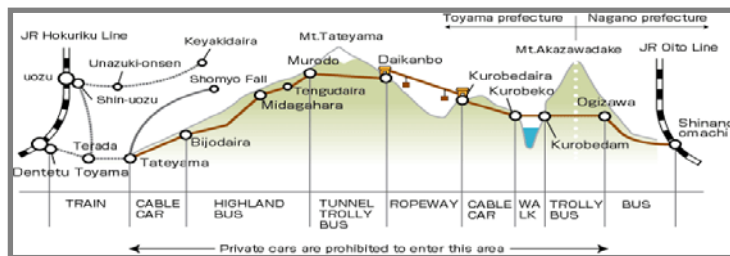 Toyama prefecture
Nagano prefecture
JR Hokuriku Line
Mt.Tateyama
Mt.Akazawadake
JR Oito Line
Keyakidaira
Unazuki-onsen
Murodo
Daikanbo
uozu
Shin-uozu
Shomyo Fall
Tengudaira
Kurobedaira
Kurobeko
Midagahara
Ogizawa
Shinano
omachi
Terada
Bijodaira
Kurobedam
Dentetu Toyama
Tateyama
TRAIN
CABLE
CAR
HIGHLAND
BUS
TUNNEL
TROLLY
BUS
ROPEWAY
CABLE
CAR
WA
LK
TROLLY
BUS
BUS
Private cars are prohibited to enter this area